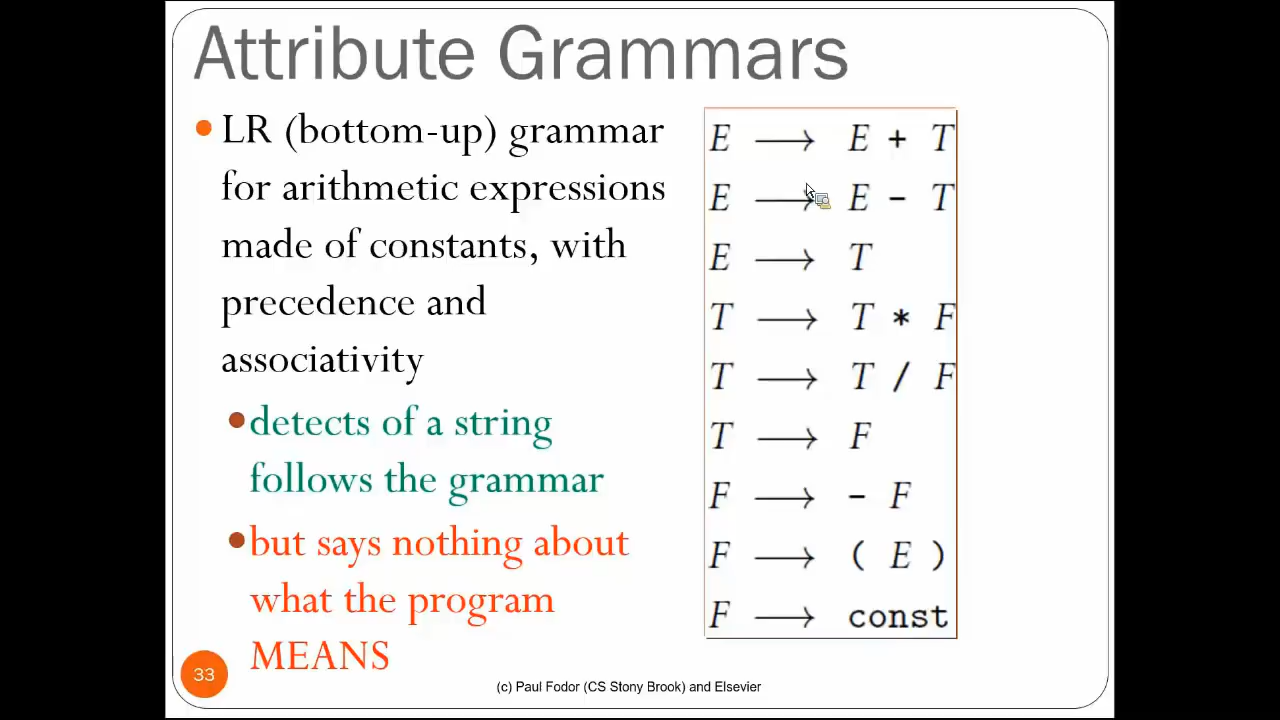 Attribute Grammars
• LR (bottom-up) grammar
for arithmetic expressions
made of constants, with
precedence and
associativity
• detects of a string
follows the grammar
• but says nothing about
what the program
MEANS
E ⟶ E + T
E ⟶ E - T
E ⟶ T
T ⟶ T * F
T ⟶ T / F
T ⟶ F
F ⟶ - F
F ⟶ ( E )
F ⟶ const
33
(c) Paul Fodor (CS Stony Brook) and Elsevier